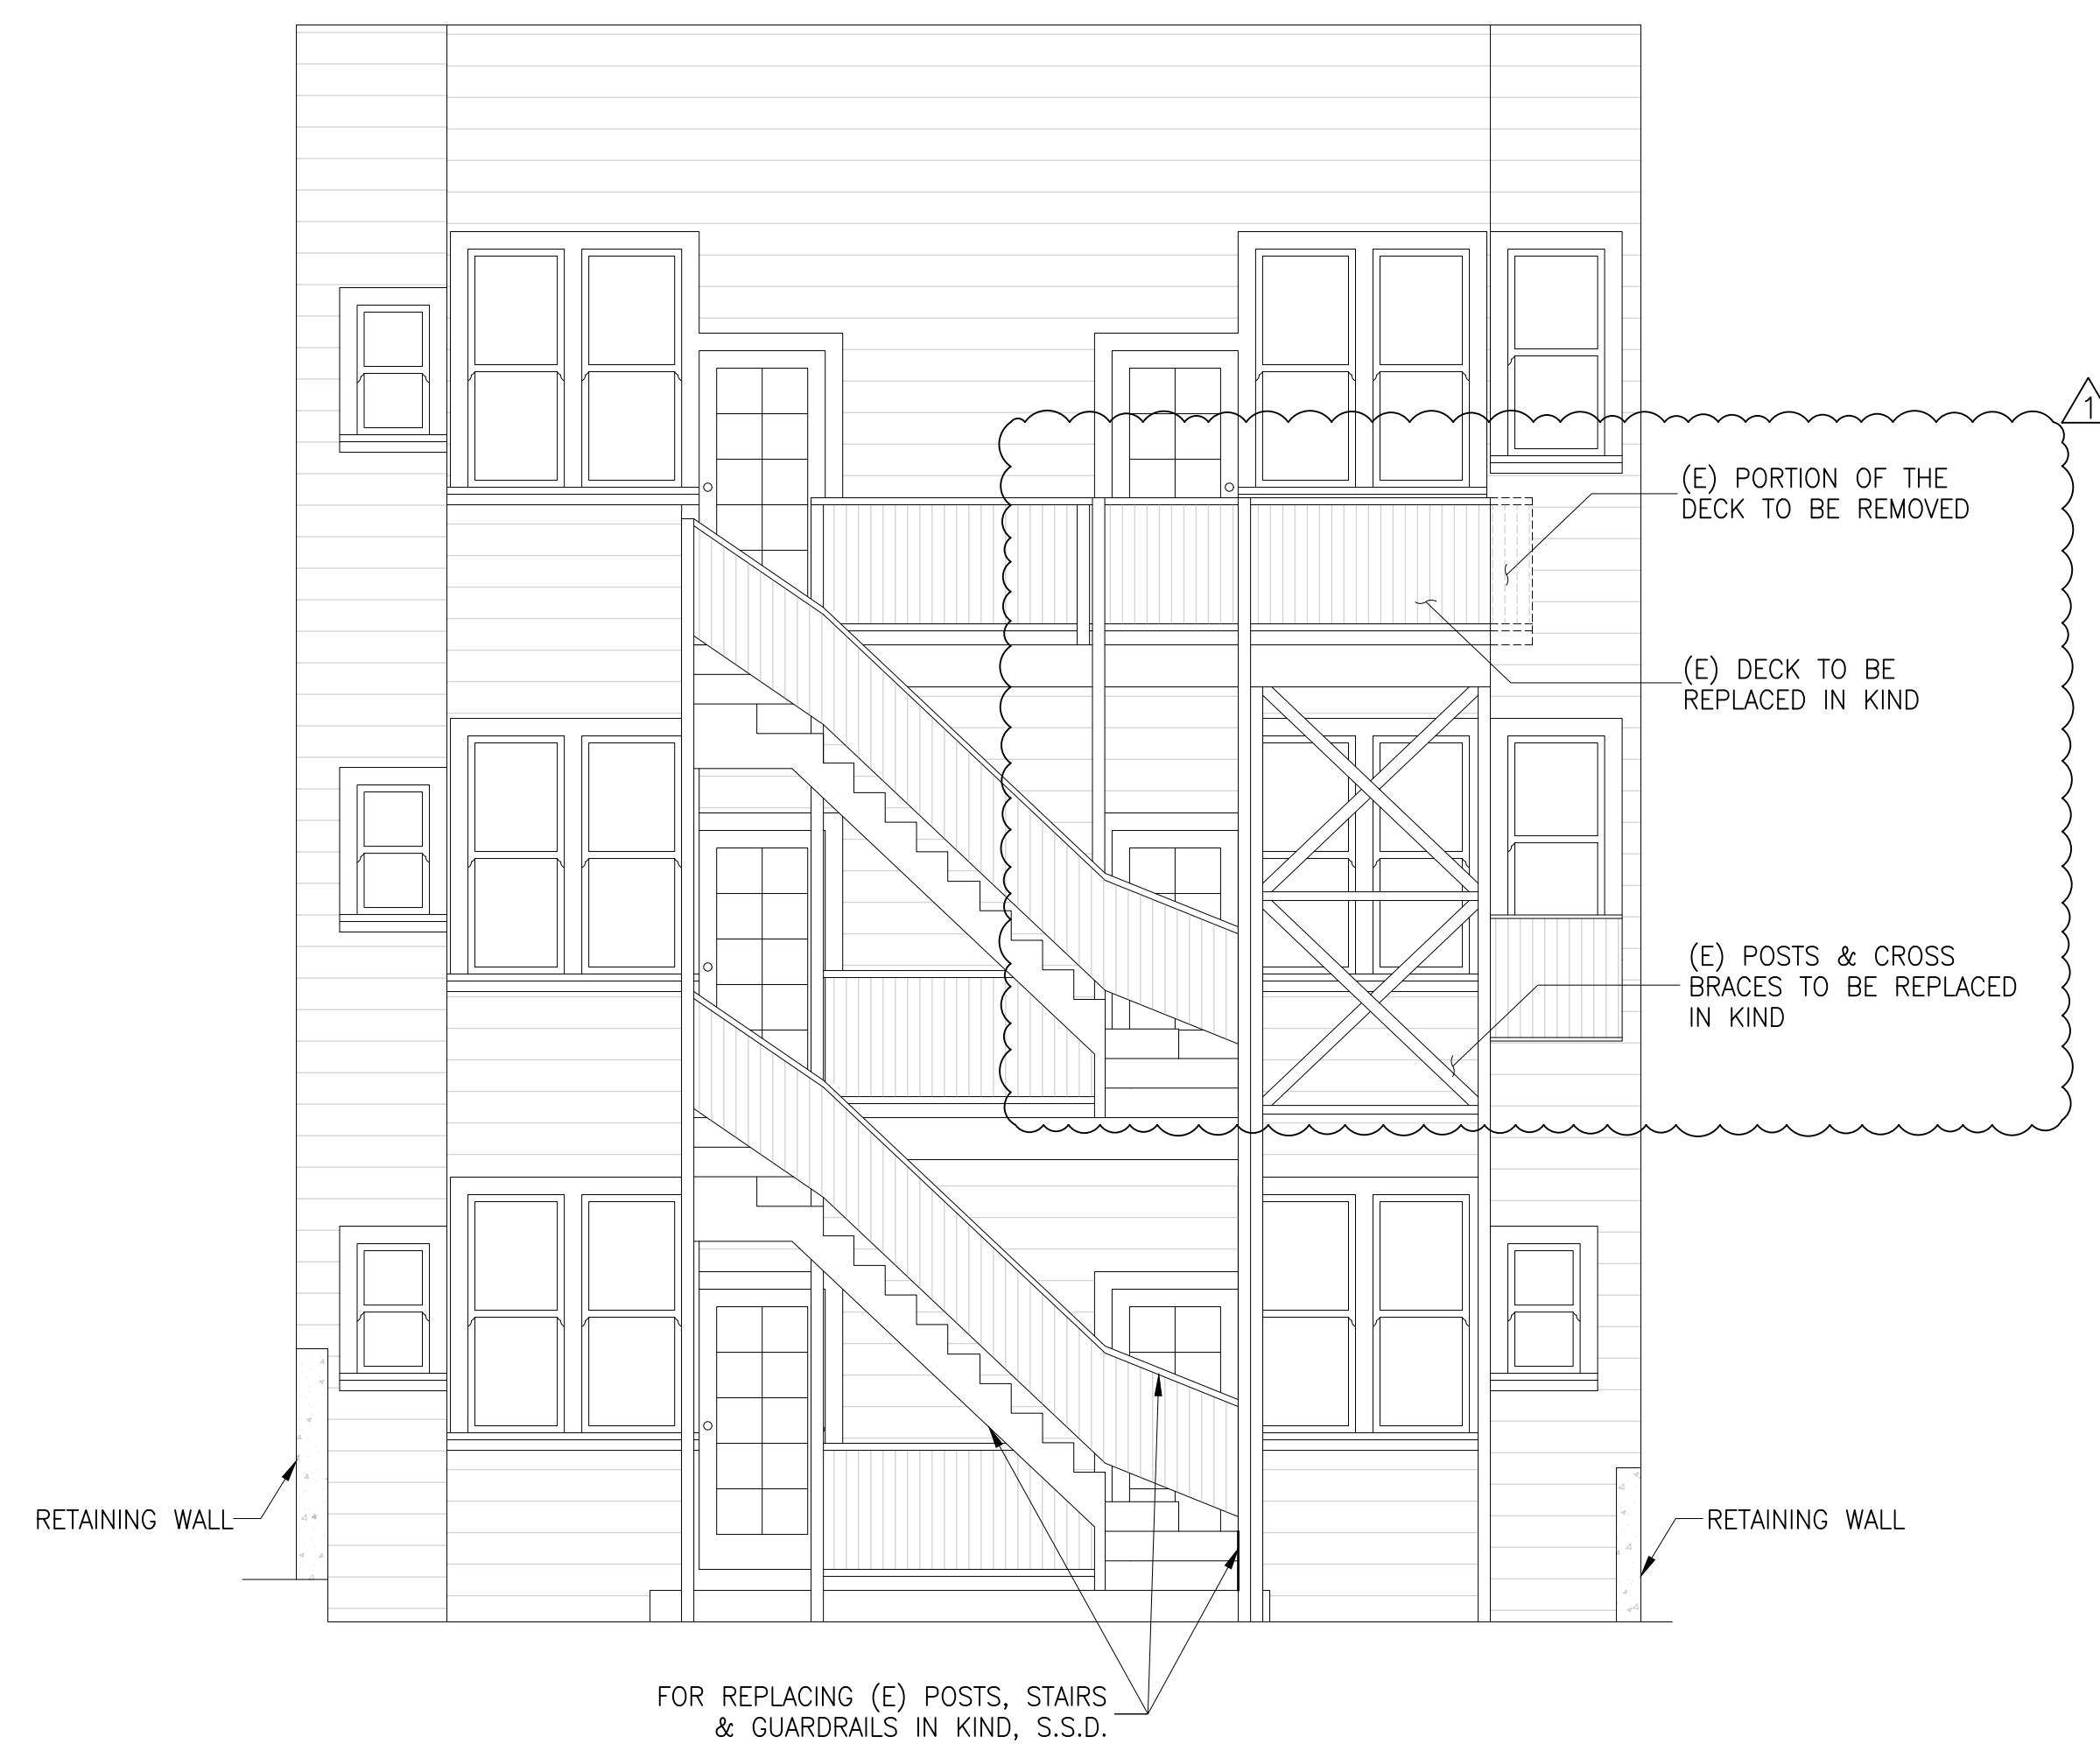 1
(E) PORTION OF THE
DECK TO BE REMOVED
(E) DECK TO BE
REPLACED IN KIND
(E) POSTS & CROSS
BRACES TO BE REPLACED
IN KIND
RETAINING WALL
RETAINING WALL
FOR REPLACING (E) POSTS, STAIRS
& GUARDRAILS IN KIND, S.S.D.